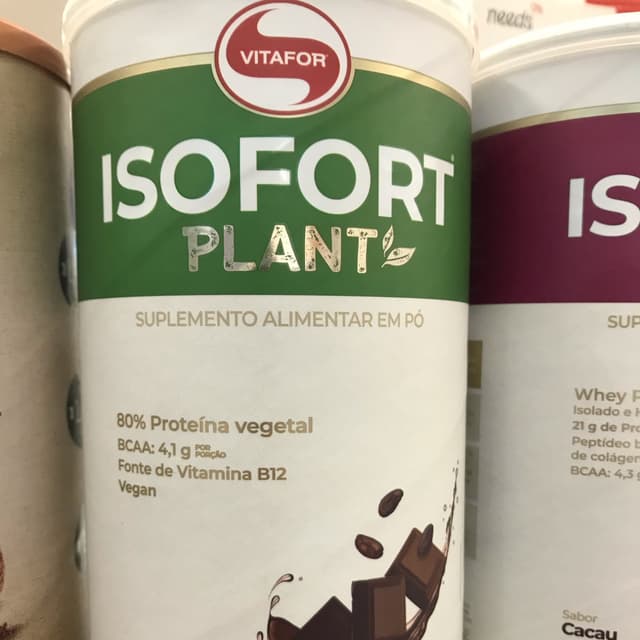 needs
VITAFOR
ISOFORT
PLANT
SUPLEMENTO ALIMENTAR EM PÓ
80% Proteína vegetal
BCAA: 4,1 g POR PORÇÃO
Fonte de Vitamina B12
Vegan
IS
SUP
Whey P
Isolado e H
21 g de Pro
Peptídeo b
de coláge
BCAA: 4,3
Sabor
Cacau